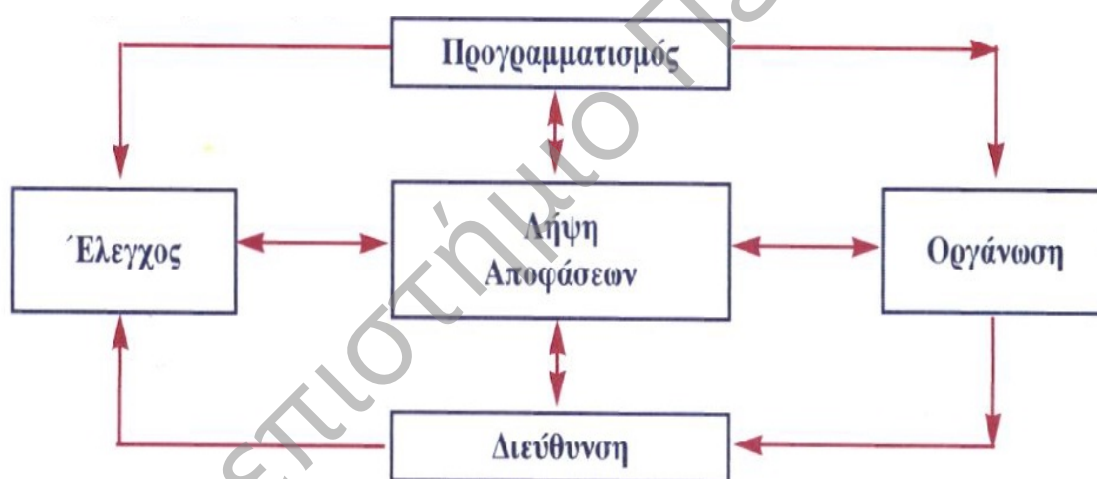 Προγραμματισμός
Έλεγχος
Λήψη
Αποφάσεων
Οργάνωση
Διεύθυνση